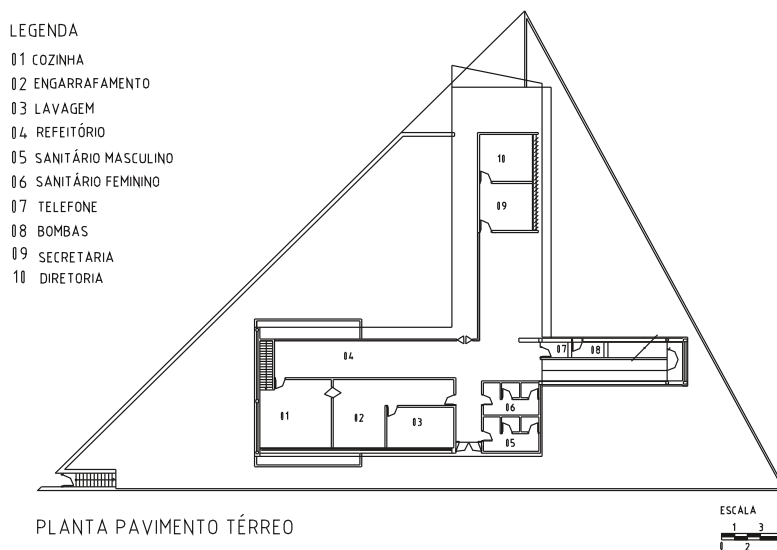 LEGENDA
01 COZINHA
02 ENGARRAFAMENTO
03 LAVAGEM
04 REFEITÓRIO
05 SANITÁRIO MASCULINO
06 SANITÁRIO FEMININO
07 TELEFONE
08 BOMBAS
09 SECRETARIA
10 DIRETORIA
10
09
07 08
04
06
01 02 03
05
PLANTA PAVIMENTO TÉRREO
ESCÁLA
1 3
0 2